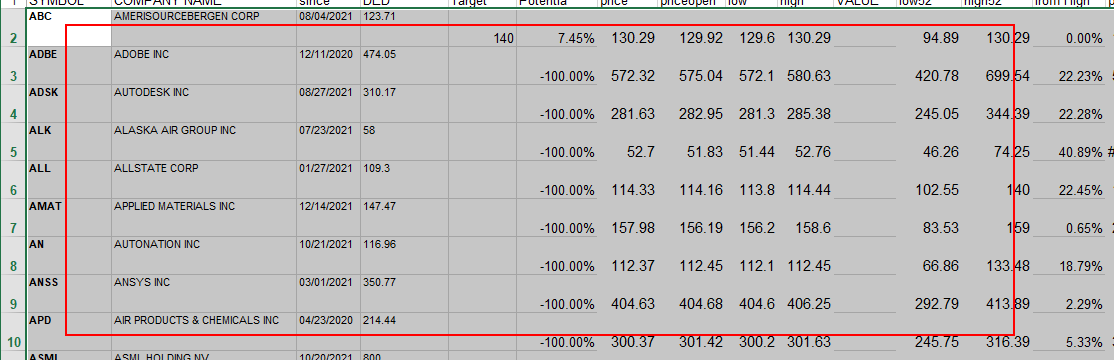 1 SYMBOL COMPANY NAME since DED Target Potentia price priceopen low high VALUE low52 high52 from High
ABC AMERISOURCEBERGEN CORP 08/04/2021 123.71
2 140 7.45% 130.29 129.92 129.6 130.29 94.89 130.29 0.00%
ADBE ADOBE INC 12/11/2020 474.05
3 -100.00% 572.32 575.04 572.1 580.63 420.78 699.54 22.23%
ADSK AUTODESK INC 08/27/2021 310.17
4 -100.00% 281.63 282.95 281.3 285.38 245.05 344.39 22.28%
ALK ALASKA AIR GROUP INC 07/23/2021 58
5 -100.00% 52.7 51.83 51.44 52.76 46.26 74.25 40.89% #
ALL ALLSTATE CORP 01/27/2021 109.3
6 -100.00% 114.33 114.16 113.8 114.44 102.55 140 22.45%
AMAT APPLIED MATERIALS INC 12/14/2021 147.47
7 -100.00% 157.98 156.19 156.2 158.6 83.53 159 0.65%
AN AUTONATION INC 10/21/2021 116.96
8 -100.00% 112.37 112.45 112.1 112.45 66.86 133.48 18.79%
ANSS ANSYS INC 03/01/2021 350.77
9 -100.00% 404.63 404.68 404.6 406.25 292.79 413.89 2.29%
APD AIR PRODUCTS & CHEMICALS INC 04/23/2020 214.44
10 -100.00% 300.37 301.42 300.2 301.63 245.75 316.39 5.33%
ASML ASML HOLDING NV 10/20/2021 800